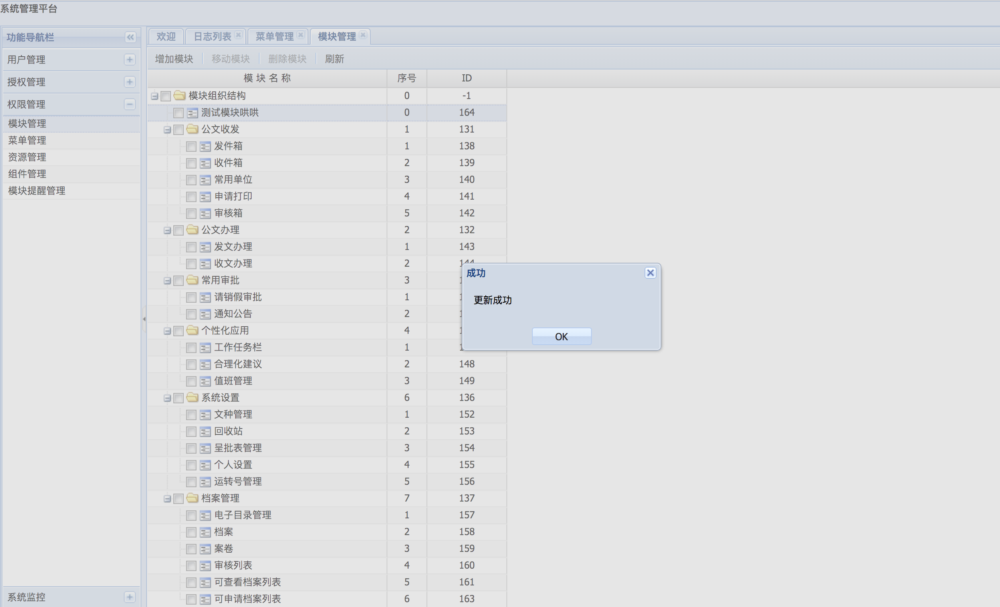 系统管理平台
功能导航栏
用户管理
授权管理
权限管理
模块管理
菜单管理
资源管理
组件管理
模块提醒管理
系统监控
欢迎 日志列表 菜单管理 模块管理
增加模块 移动模块 删除模块 刷新
模块名称 序号 ID
模块组织结构 0 -1
测试模块哄哄 0 164
公文收发 1 131
发件箱 1 138
收件箱 2 139
常用单位 3 140
申请打印 4 141
审核箱 5 142
公文办理 2 132
发文办理 1 143
收文办理 2 144
常用审批 3
请销假审批 1
通知公告 2
个性化应用 4
工作任务栏 1
合理化建议 2 148
值班管理 3 149
系统设置 6 136
文种管理 1 152
回收站 2 153
呈批表管理 3 154
个人设置 4 155
运转号管理 5 156
档案管理 7 137
电子目录管理 1 157
档案 2 158
案卷 3 159
审核列表 4 160
可查看档案列表 5 161
可申请档案列表 6 163
成功
更新成功
OK